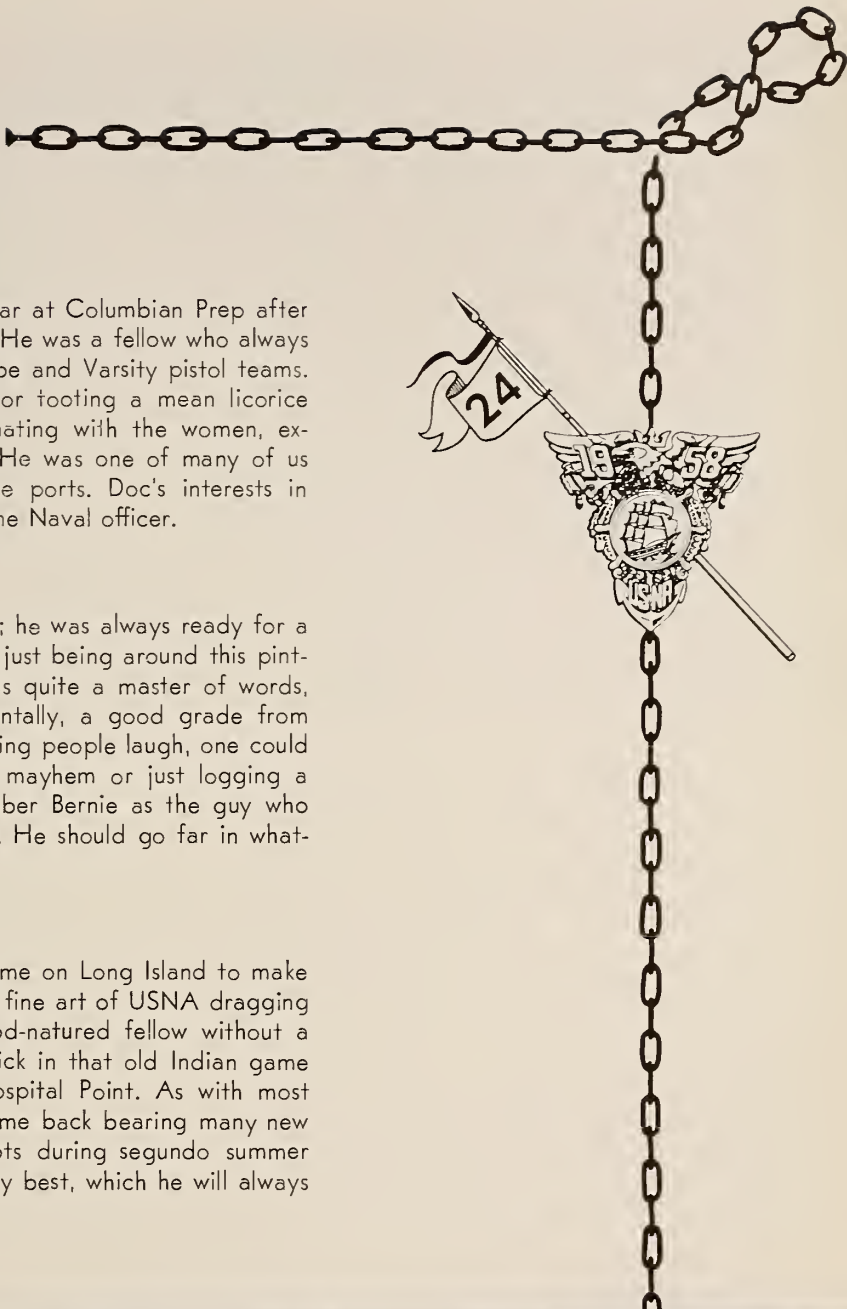 ar at Columbian Prep after
He was a fellow who always
be and Varsity pistol teams.
or tooting a mean licorice
ating with the women, ex-
He was one of many of us
e ports. Doc's interests in
ne Naval officer.
; he was always ready for a
just being around this pint-
s quite a master of words,
entally, a good grade from
ing people laugh, one could
mayhem or just logging a
ber Bernie as the guy who
. He should go far in what-
me on Long Island to make
fine art of USNA dragging
od-natured fellow without a
ick in that old Indian game
ospital Point. As with most
me back bearing many new
ots during segundo summer
y best, which he will always
24
19 58
USNA